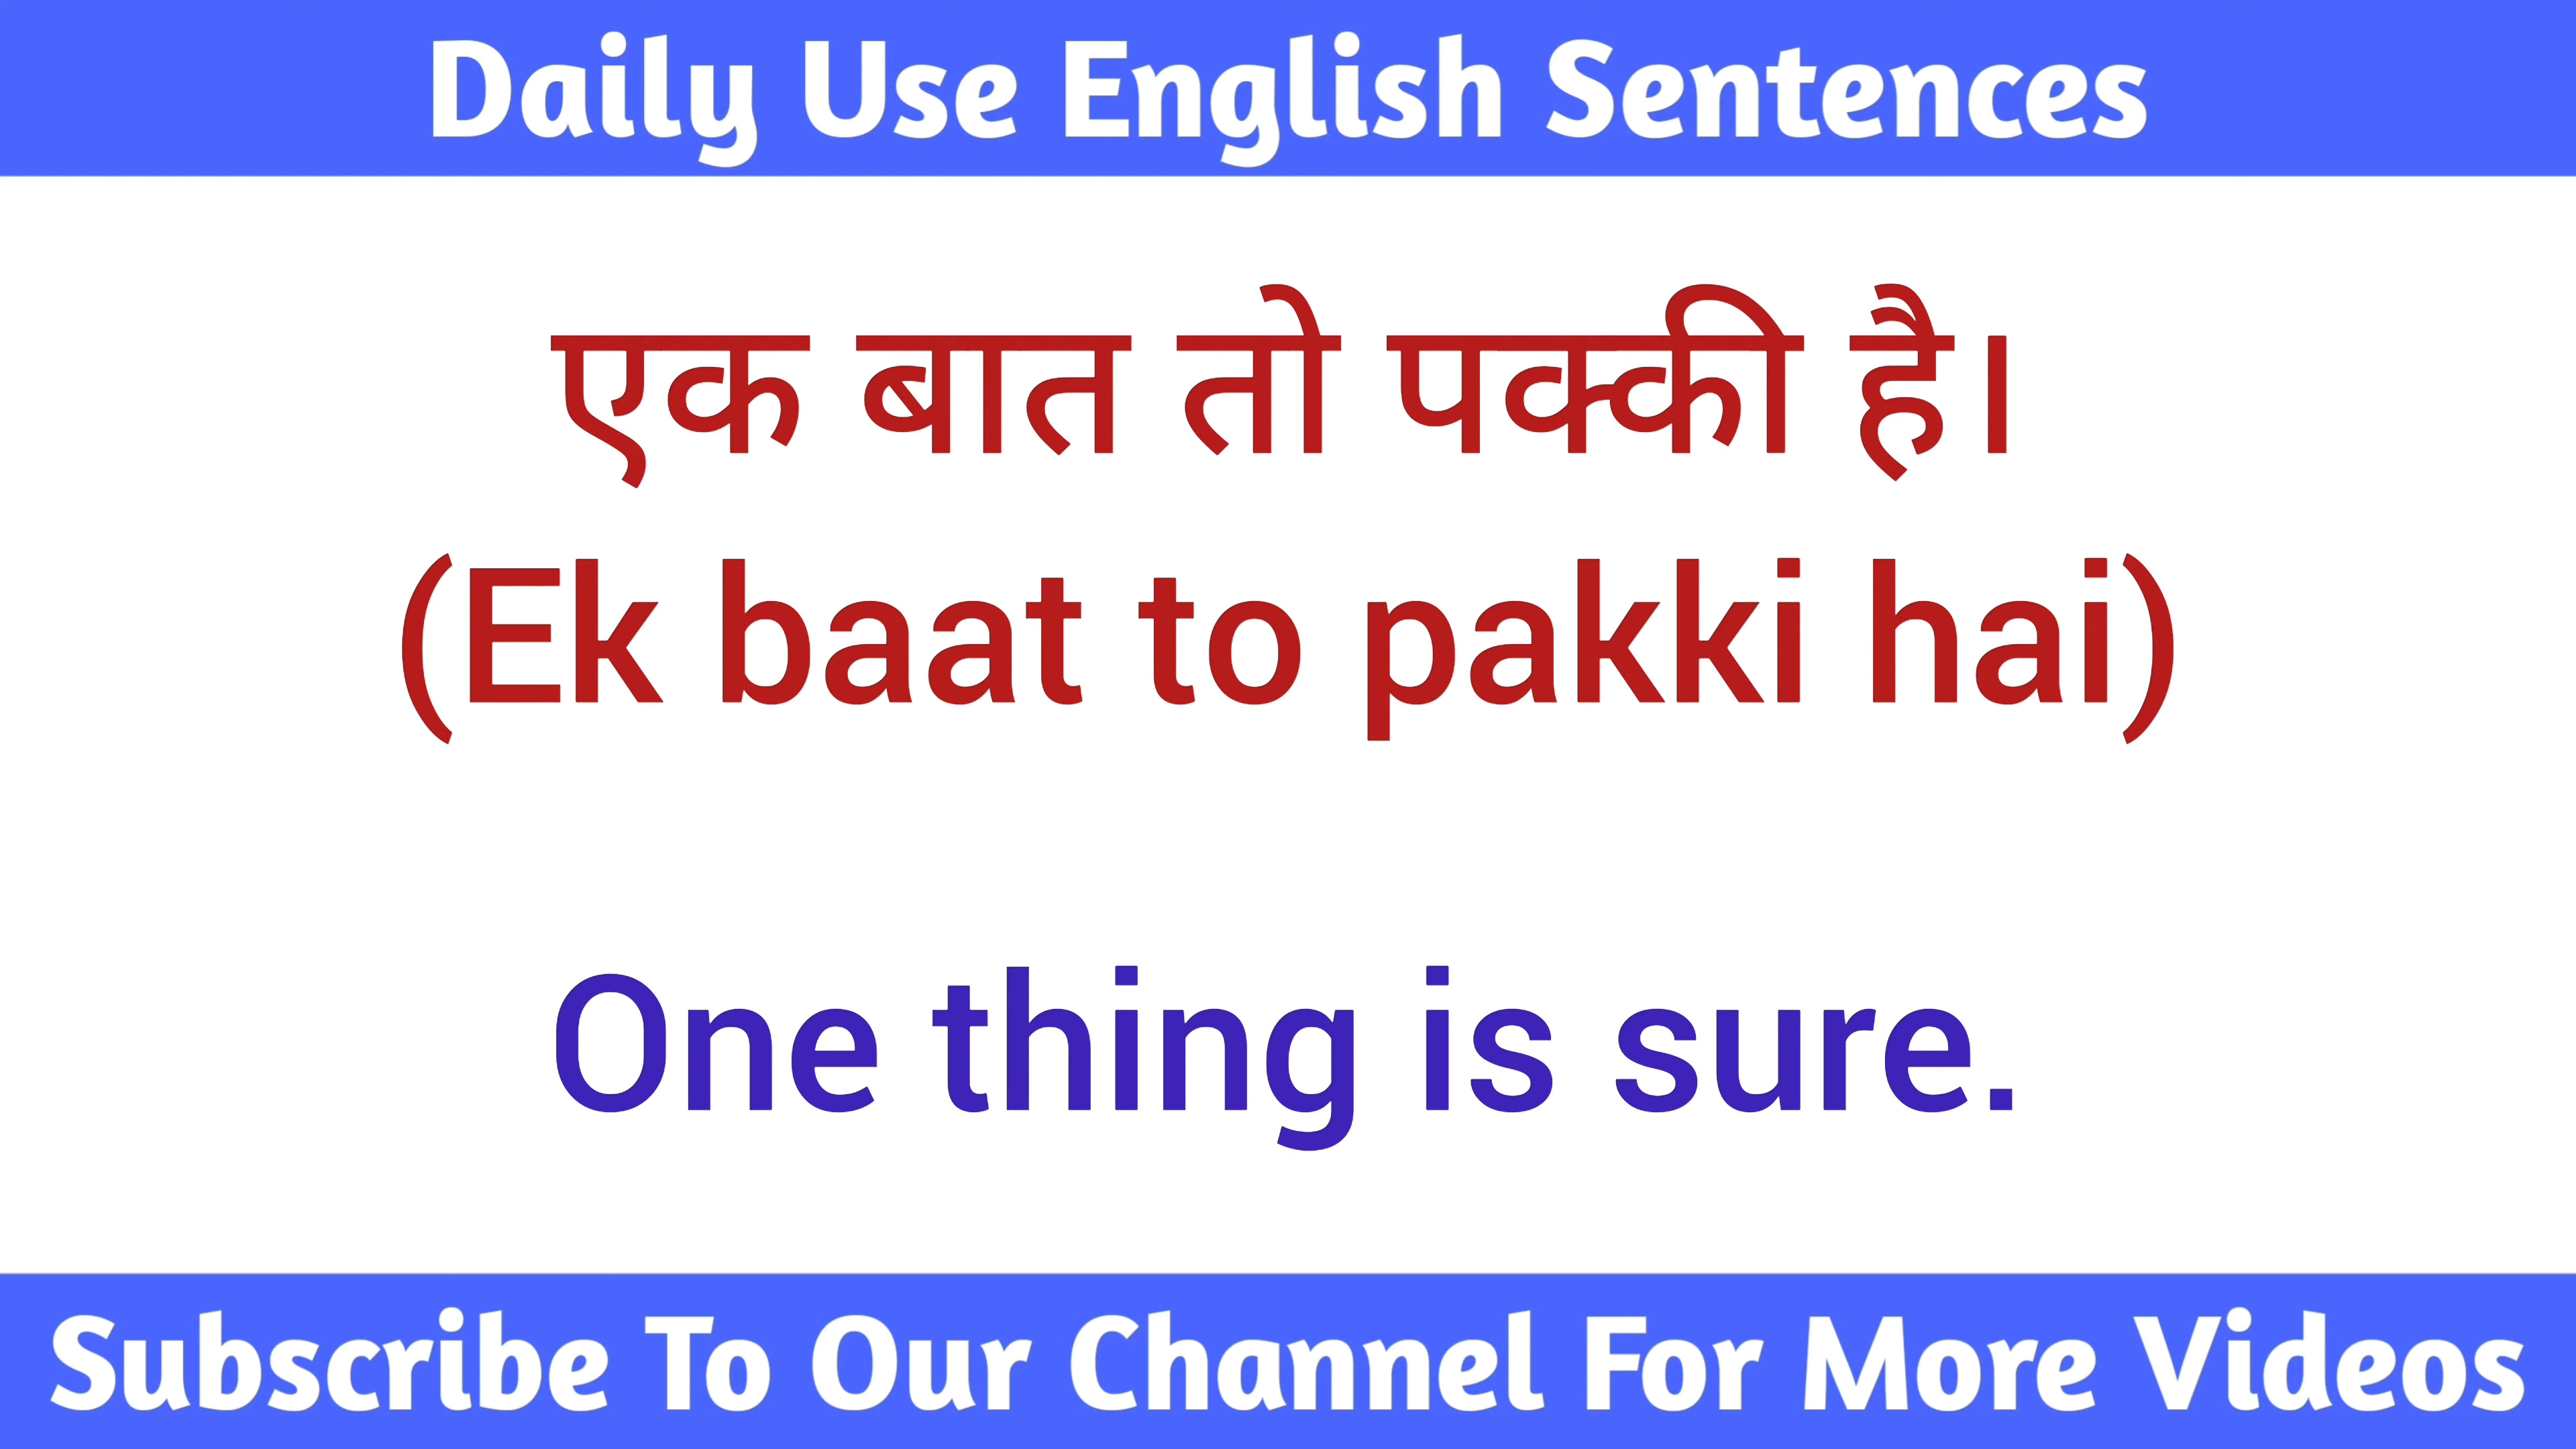 Daily Use English Sentences
एक बात तो पक्की है।
(Ek baat to pakki hai)
One thing is sure.
Subscribe To Our Channel For More Videos